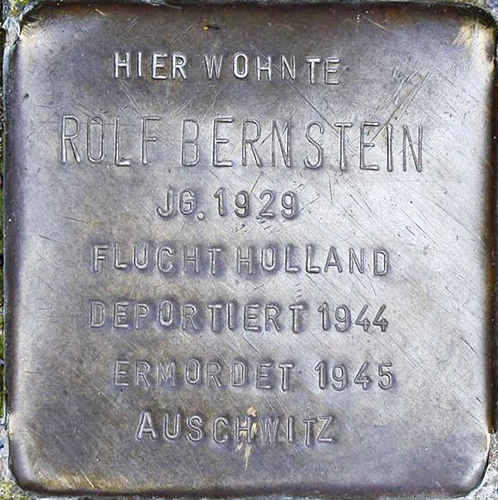 HIER WOHNTE
ROLF BERNSTEIN
JG. 1929
FLUCHT HOLLAND
DEPORTIERT 1944
ERMORDET 1945
AUSCHWITZ